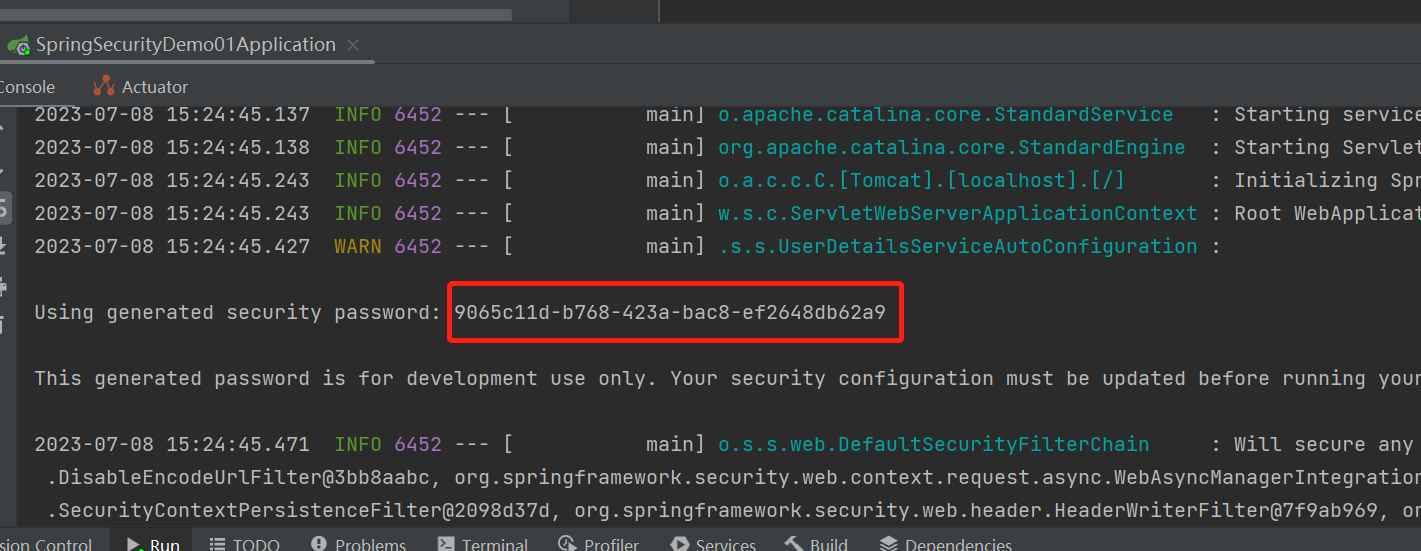 SpringSecurityDemo01Application
Console Actuator
2023-07-08 15:24:45.137 INFO 6452 --- [ main] o.apache.catalina.core.StandardService : Starting service
2023-07-08 15:24:45.138 INFO 6452 --- [ main] org.apache.catalina.core.StandardEngine : Starting Servlet
2023-07-08 15:24:45.243 INFO 6452 --- [ main] o.a.c.c.C.[Tomcat].[localhost].[/] : Initializing Spr
2023-07-08 15:24:45.243 INFO 6452 --- [ main] w.s.c.ServletWebServerApplicationContext : Root WebApplicat
2023-07-08 15:24:45.427 WARN 6452 --- [ main] .s.s.UserDetailsServiceAutoConfiguration :
Using generated security password: 9065c11d-b768-423a-bac8-ef2648db62a9
This generated password is for development use only. Your security configuration must be updated before running your
2023-07-08 15:24:45.471 INFO 6452 --- [ main] o.s.s.web.DefaultSecurityFilterChain : Will secure any
.DisableEncodeUrlFilter@3bb8aabc, org.springframework.security.web.context.request.async.WebAsyncManagerIntegration
.SecurityContextPersistenceFilter@2098d37d, org.springframework.security.web.header.HeaderWriterFilter@7f9ab969, or
sion Control Run TODO Problems Terminal Profiler Services Build Dependencies